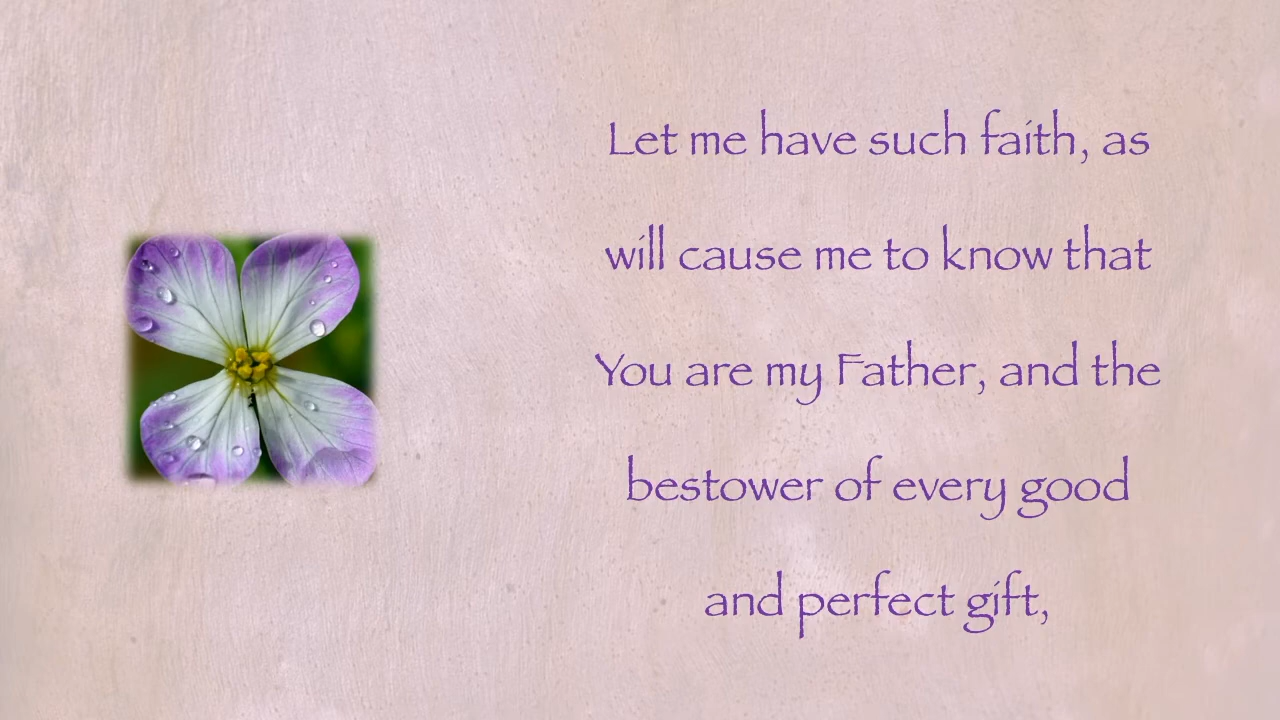 Let me have such faith, as
will cause me to know that
You are my Father, and the
bestower of every good
and perfect gift,